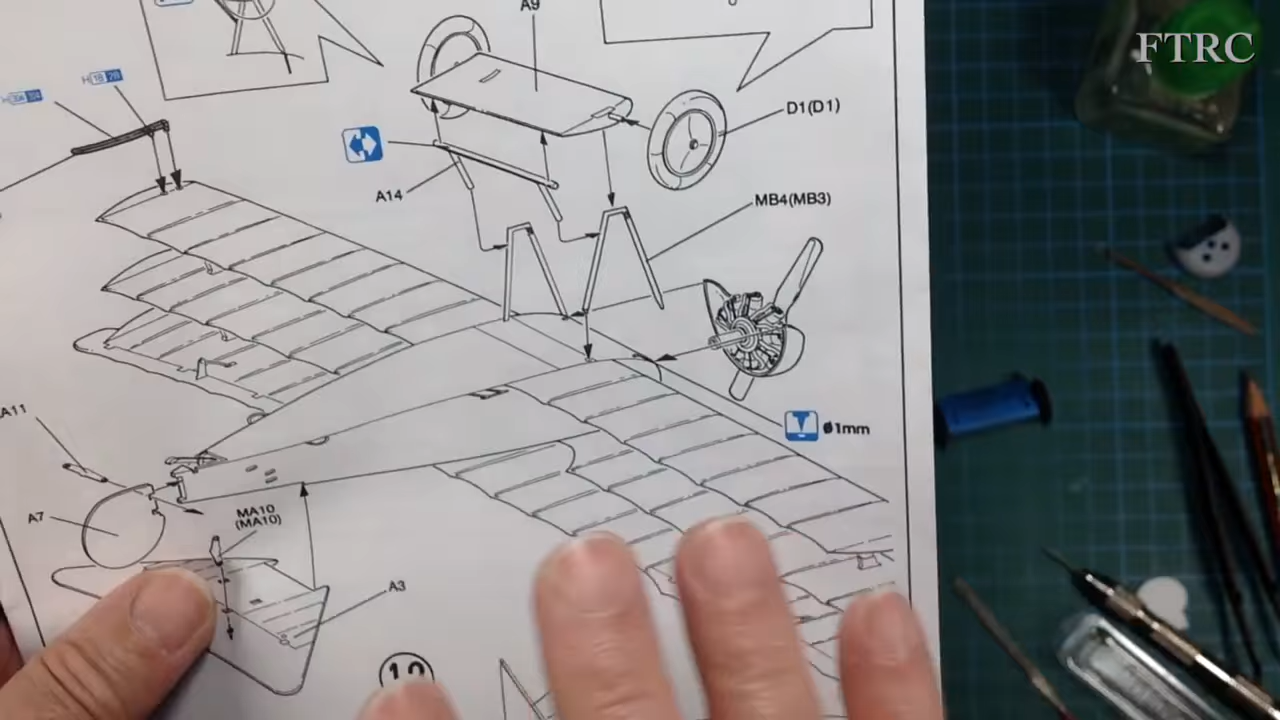 FTRC
A9
D1(D1)
A14
MB4(MB3)
ø1mm
A11
A7
MA10
(MA10)
A3